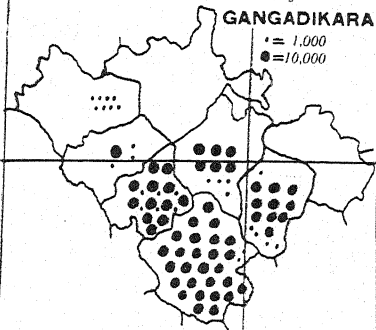 GANGADIKARA
• = 1,000
● = 10,000